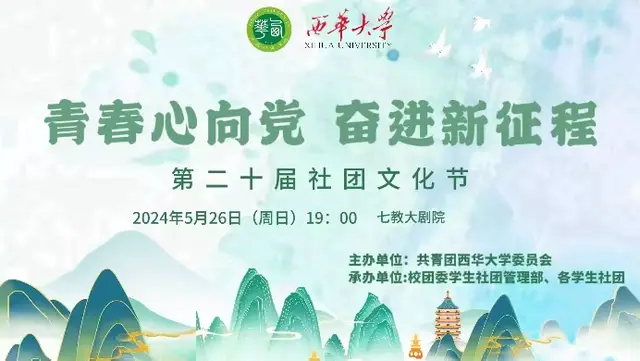 西华大学
XIHUA UNIVERSITY
青春心向党 奋进新征程
第二十届社团文化节
2024年5月26日（周日）19：00 七教大剧院
主办单位：共青团西华大学委员会
承办单位:校团委学生社团管理部、各学生社团